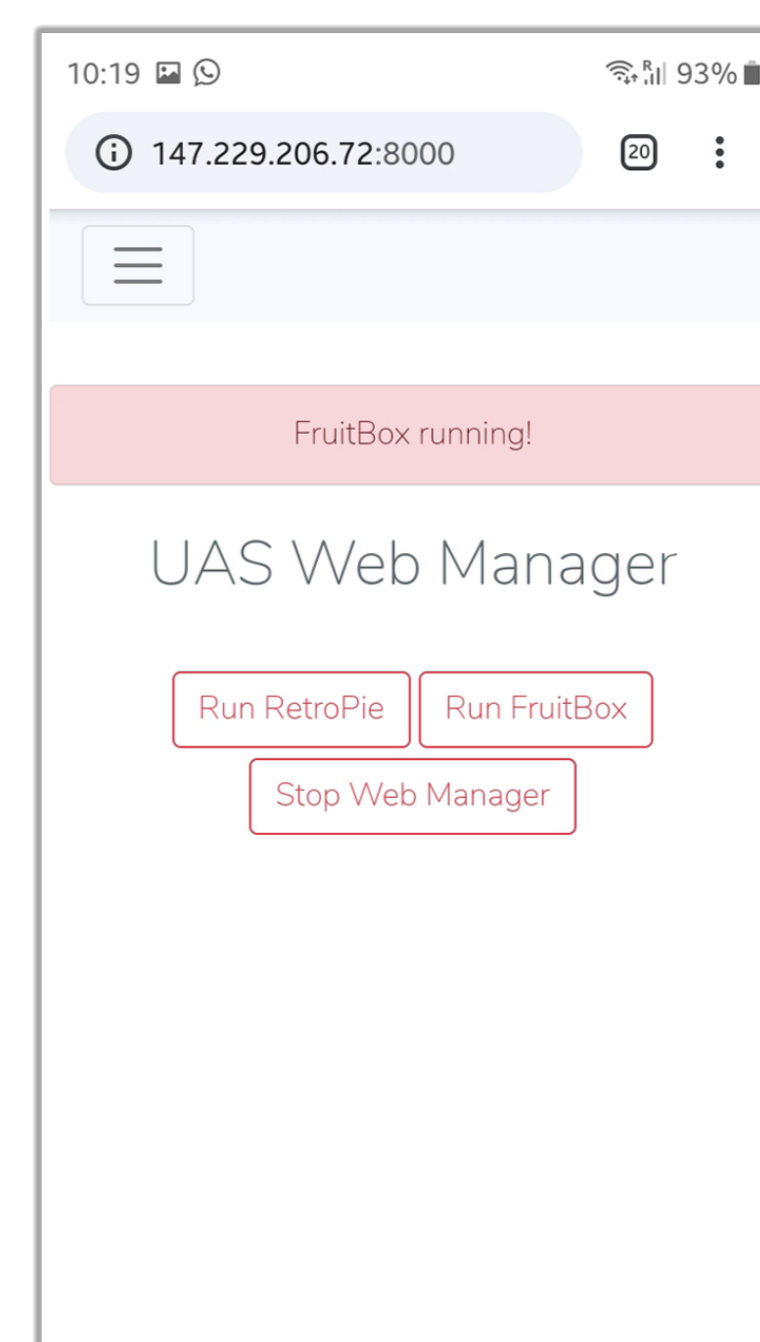 10:19 R 93%
147.229.206.72:8000 20
FruitBox running!
UAS Web Manager
Run RetroPie Run FruitBox
Stop Web Manager